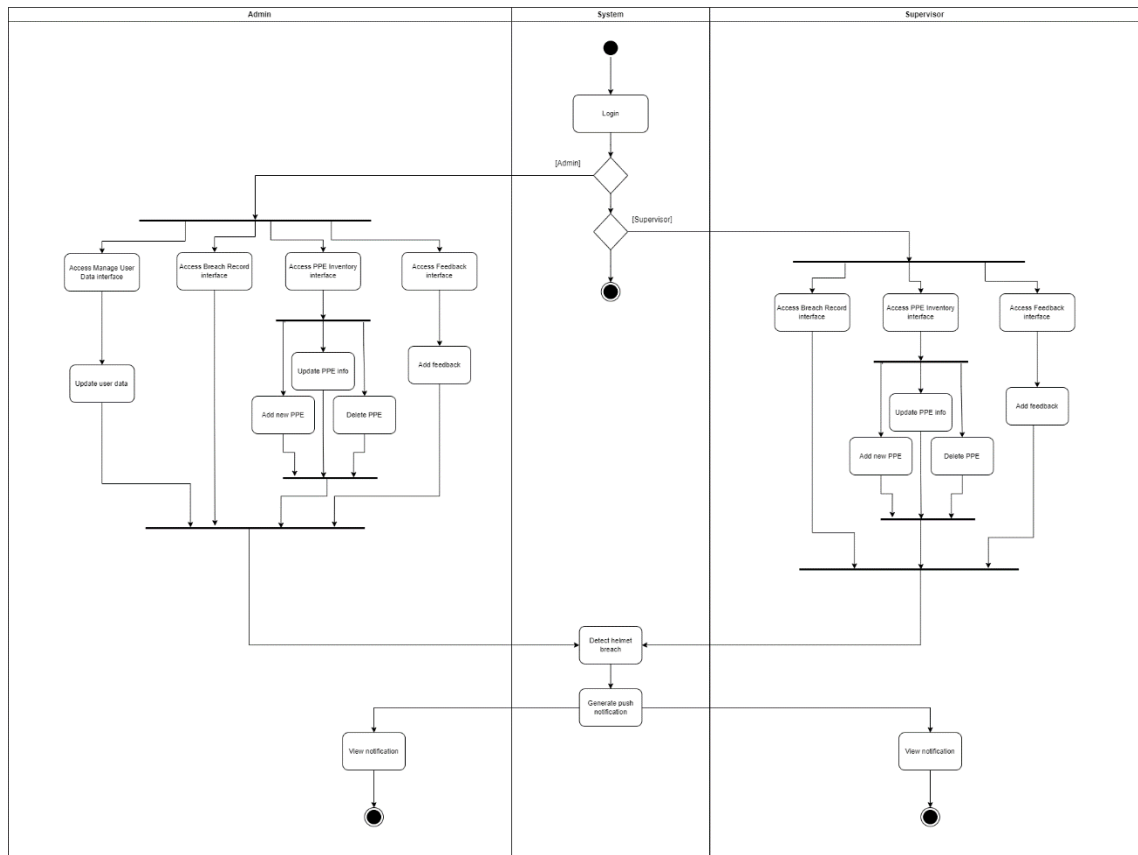 Admin
System
Supervisor
Login
[Admin]
[Supervisor]
Access Manage User
Data interface
Access Breach Record
interface
Access PPE Inventory
interface
Access Feedback
interface
Access Breach Record
interface
Access PPE Inventory
interface
Access Feedback
interface
Update user data
Update PPE info
Add feedback
Add new PPE
Delete PPE
Update PPE info
Add feedback
Add new PPE
Delete PPE
Detect helmet
breach
Generate push
notification
View notification
View notification